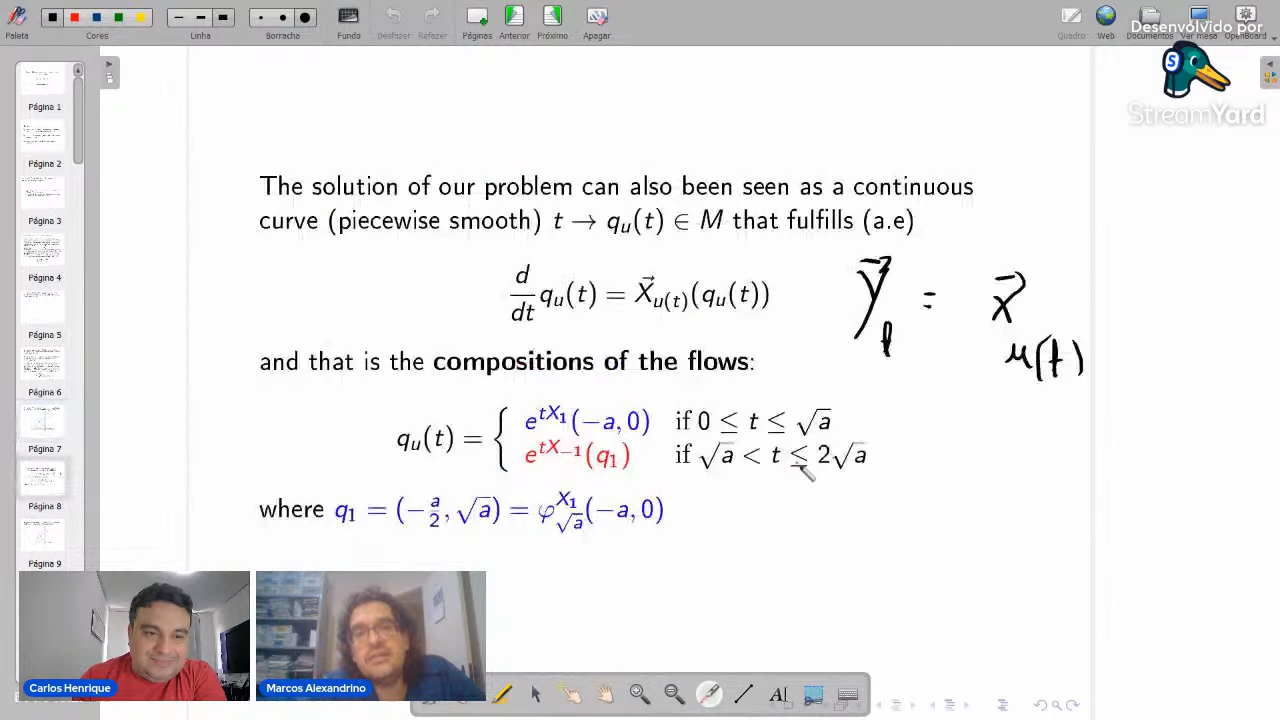 Paleta
Cores
Linha
Borracha
Fundo
Desfazer
Refazer
Páginas
Anterior
Próximo
Apagar
Quadro
Web
Documentos
Ver mesa
OpenBoard
Desenvolvido por
S
StreamYard
Página 1
Página 2
Página 3
Página 4
Página 5
Página 6
Página 7
Página 8
Página 9
The solution of our problem can also been seen as a continuous
curve (piecewise smooth) t → q_u(t) ∈ M that fulfills (a.e)
d/dt q_u(t) = X⃗_{u(t)}(q_u(t))
Y⃗_t = X⃗_{u(t)}
and that is the compositions of the flows:
q_u(t) = { e^{tX_1}(−a, 0) if 0 ≤ t ≤ √a
e^{tX_{−1}}(q_1) if √a < t ≤ 2√a
where q_1 = (−a/2, √a) = φ^{X_1}_{√a}(−a, 0)
Carlos Henrique
Marcos Alexandrino